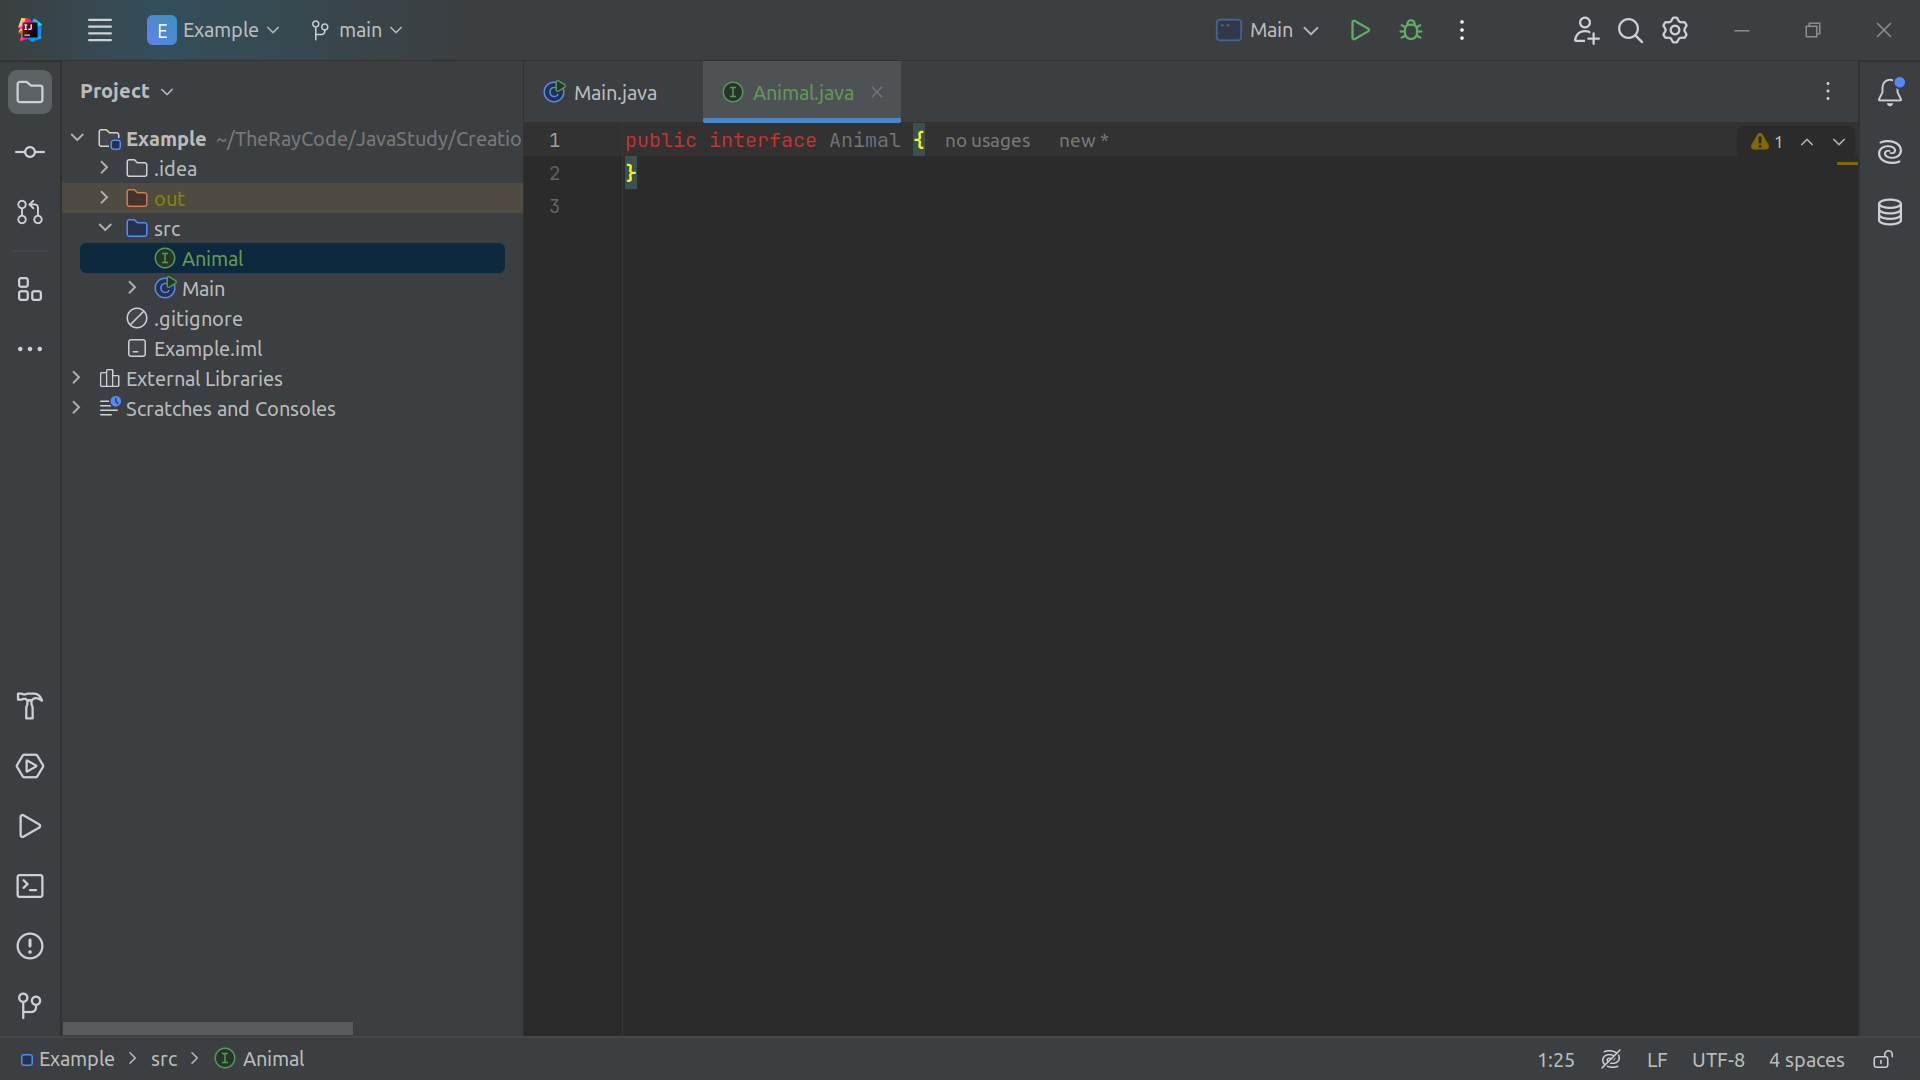 E Example main
Main
Project
Example ~/TheRayCode/JavaStudy/Creatio
.idea
out
src
Animal
Main
.gitignore
Example.iml
External Libraries
Scratches and Consoles
Main.java Animal.java
1 public interface Animal { no usages new *
2 }
3
1
Example src Animal
1:25 LF UTF-8 4 spaces